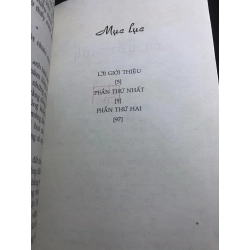 Mục lục
LỜI GIỚI THIỆU
[5]
PHẦN THỨ NHẤT
[9]
PHẦN THỨ HAI
[97]